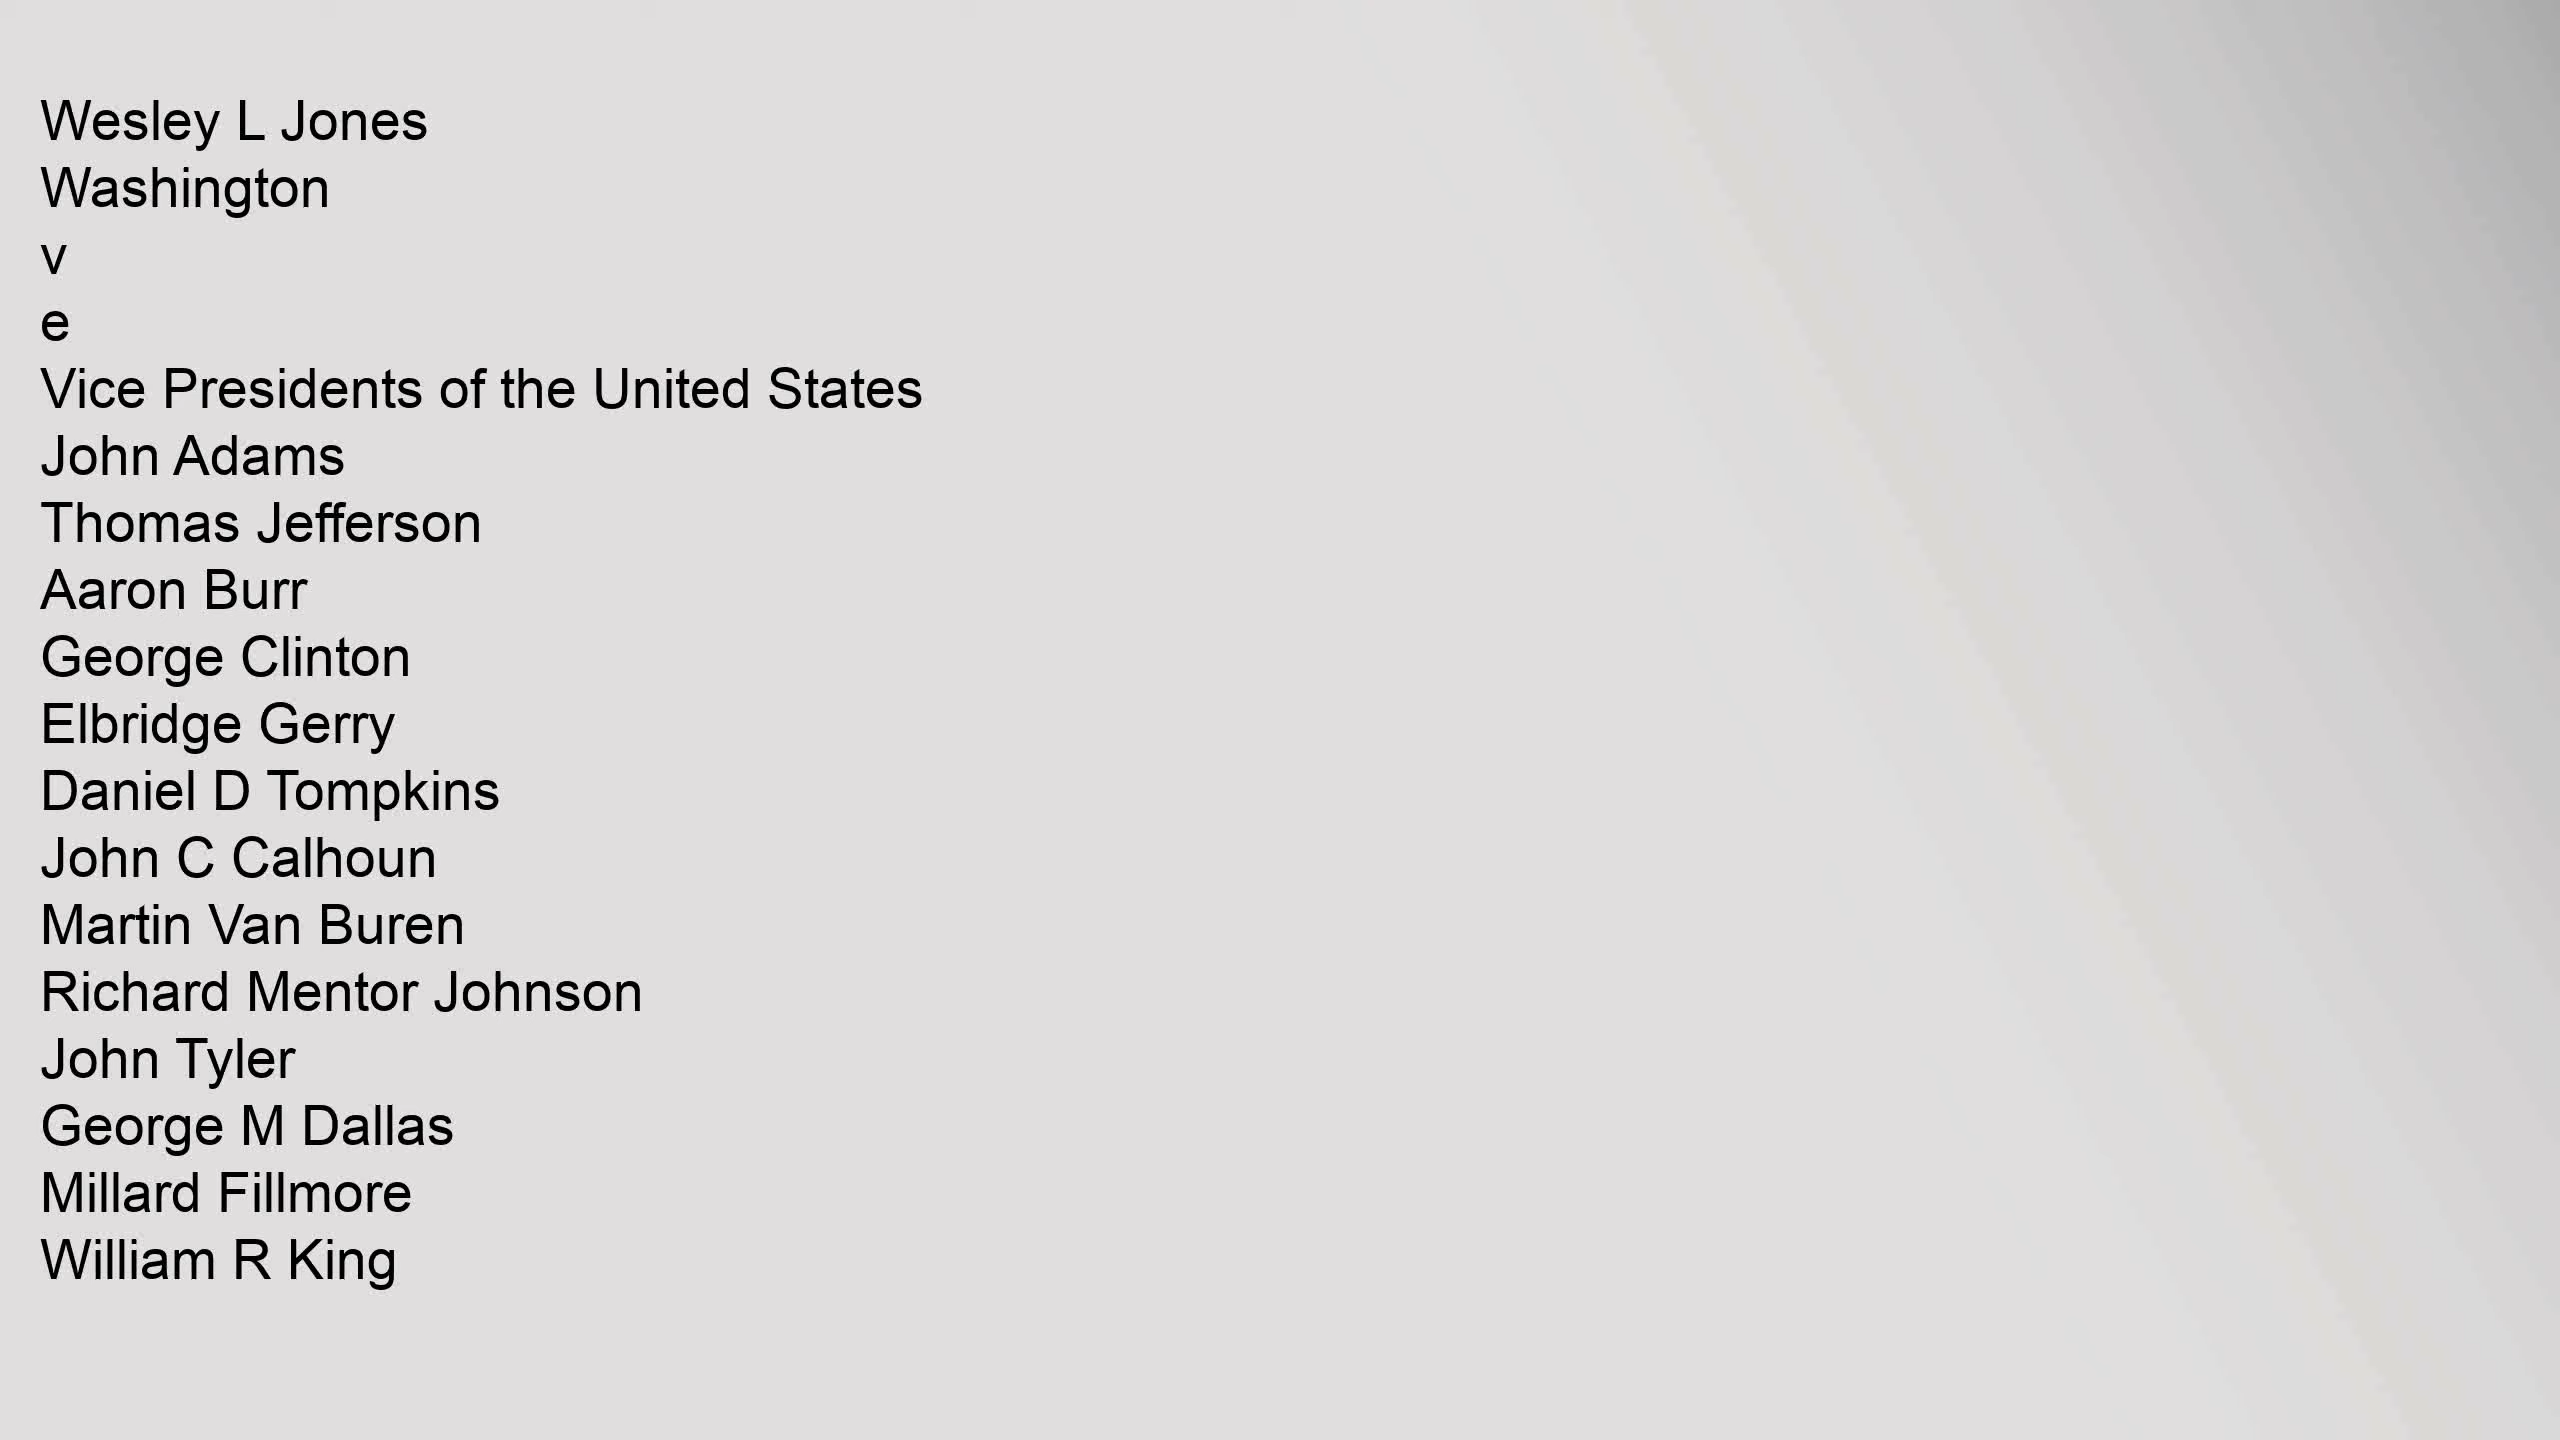 Wesley L Jones
Washington
v
e
Vice Presidents of the United States
John Adams
Thomas Jefferson
Aaron Burr
George Clinton
Elbridge Gerry
Daniel D Tompkins
John C Calhoun
Martin Van Buren
Richard Mentor Johnson
John Tyler
George M Dallas
Millard Fillmore
William R King